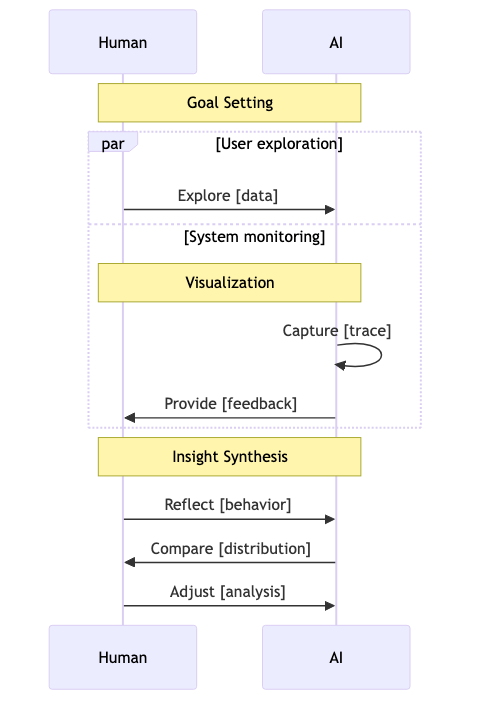 Human
AI
Goal Setting
par
[User exploration]
Explore [data]
[System monitoring]
Visualization
Capture [trace]
Provide [feedback]
Insight Synthesis
Reflect [behavior]
Compare [distribution]
Adjust [analysis]
Human
AI